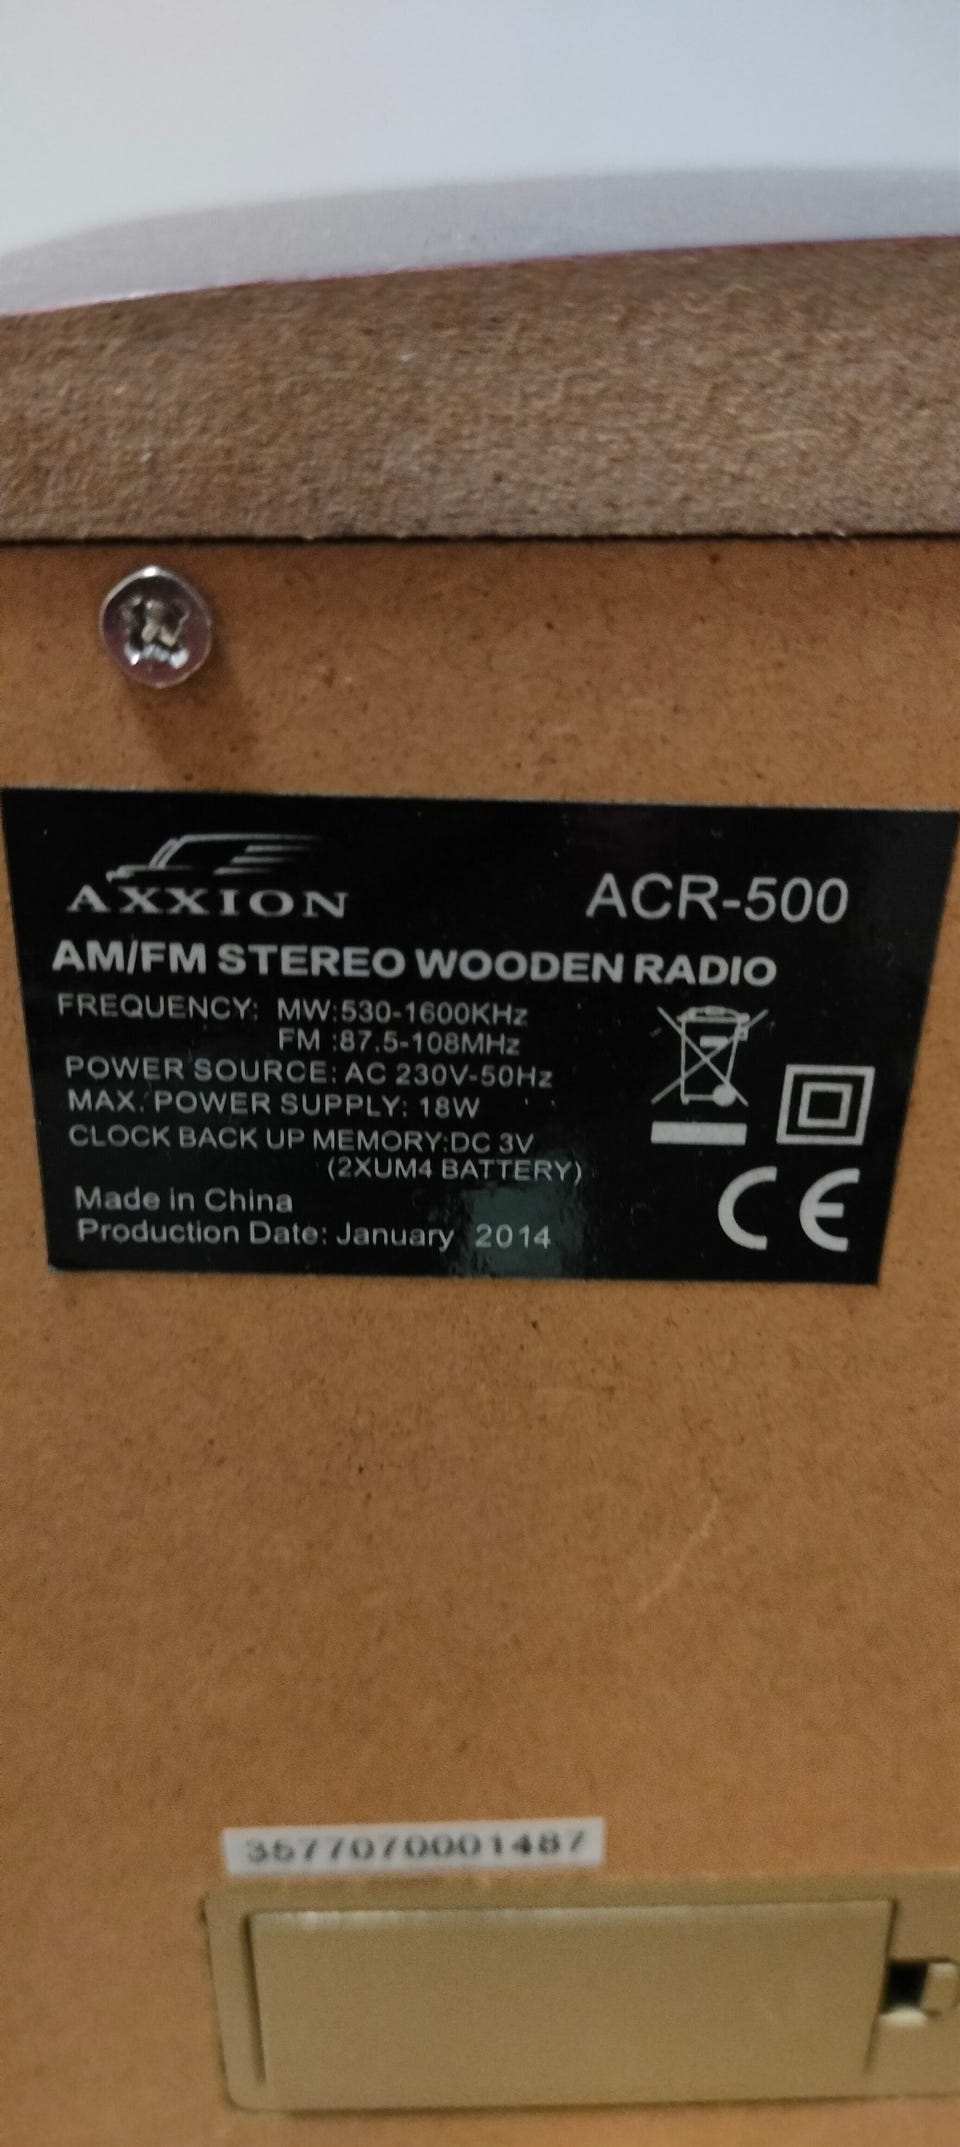 AXXION
ACR-500
AM/FM STEREO WOODEN RADIO
FREQUENCY: MW:530-1600KHz
FM :87.5-108MHz
POWER SOURCE: AC 230V-50Hz
MAX. POWER SUPPLY: 18W
CLOCK BACK UP MEMORY:DC 3V
(2XUM4 BATTERY)
Made in China
Production Date: January 2014
CE
3577070001487